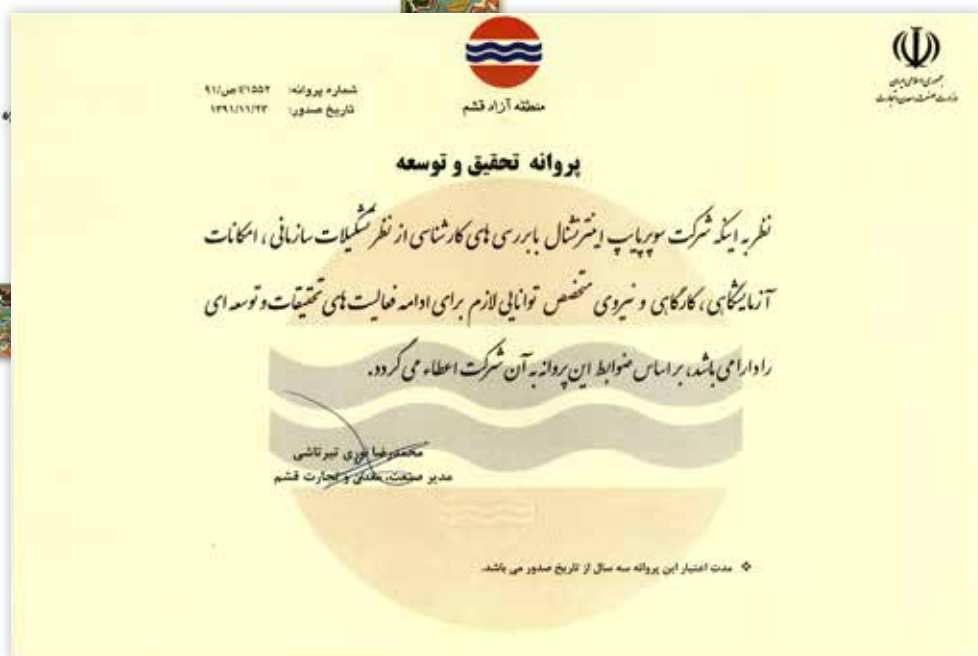 جمهوری اسلامی ایران
وزارت صنعت، معدن و تجارت
منطقه آزاد قشم
شماره پروانه: ۴۱۵۵۲/ص/۹۱
تاریخ صدور: ۱۳۹۱/۱۱/۲۳
پروانه تحقیق و توسعه
نظر به اینکه شرکت سوپرپایپ اینترنشنال با بررسی های کارشناسی از نظر تشکیلات سازمانی ، امکانات
آزمایشگاهی ، کارگاهی و نیروی متخصص توانایی لازم برای ادامه فعالیت های تحقیقات و توسعه ای
را دارا می باشد، بر اساس ضوابط این پروانه به آن شرکت اعطاء می گردد.
محمدرضا نوری تیرتاشی
مدیر صنعت، معدن و تجارت قشم
مدت اعتبار این پروانه سه سال از تاریخ صدور می باشد.